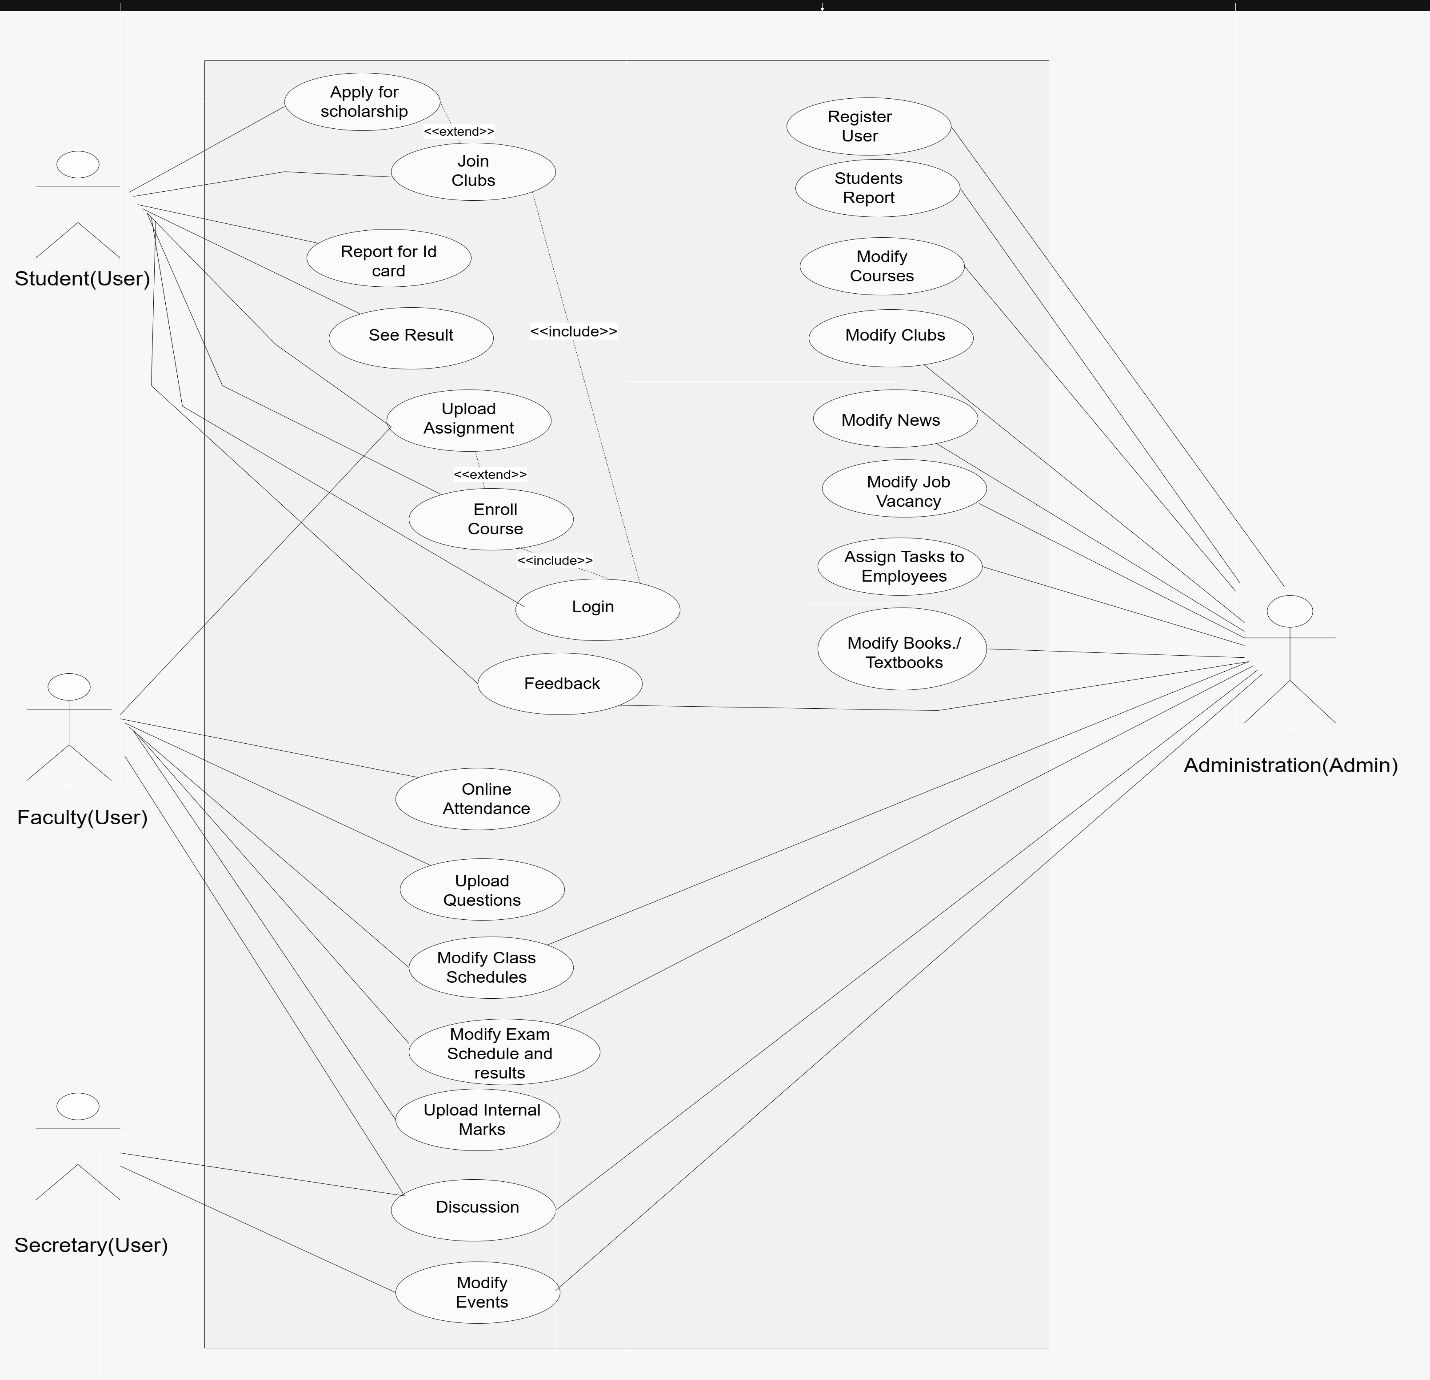 Apply for
scholarship
<<extend>>
Join
Clubs
Student(User)
Report for Id
card
See Result
<<include>>
Upload
Assignment
<<extend>>
Enroll
Course
<<include>>
Login
Feedback
Register
User
Students
Report
Modify
Courses
Modify Clubs
Modify News
Modify Job
Vacancy
Assign Tasks to
Employees
Modify Books./
Textbooks
Administration(Admin)
Faculty(User)
Online
Attendance
Upload
Questions
Modify Class
Schedules
Modify Exam
Schedule and
results
Upload Internal
Marks
Discussion
Secretary(User)
Modify
Events